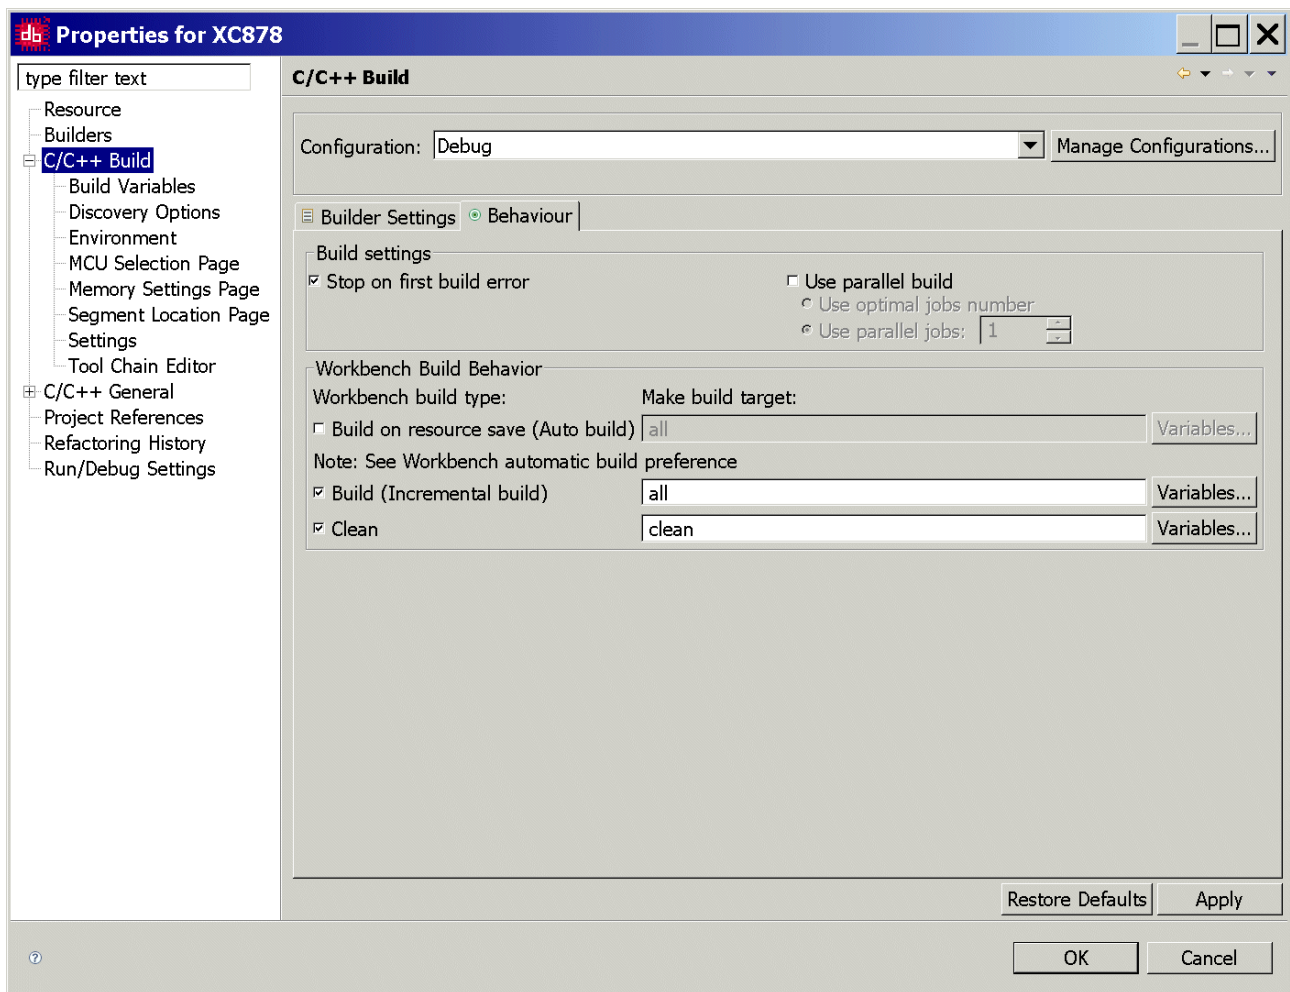 db Properties for XC878
type filter text
Resource
Builders
C/C++ Build
Build Variables
Discovery Options
Environment
MCU Selection Page
Memory Settings Page
Segment Location Page
Settings
Tool Chain Editor
C/C++ General
Project References
Refactoring History
Run/Debug Settings
C/C++ Build
Configuration: Debug Manage Configurations...
Builder Settings Behaviour
Build settings
Stop on first build error Use parallel build
Use optimal jobs number
Use parallel jobs: 1
Workbench Build Behavior
Workbench build type: Make build target:
Build on resource save (Auto build) all Variables...
Note: See Workbench automatic build preference
Build (Incremental build) all Variables...
Clean clean Variables...
Restore Defaults Apply
? OK Cancel